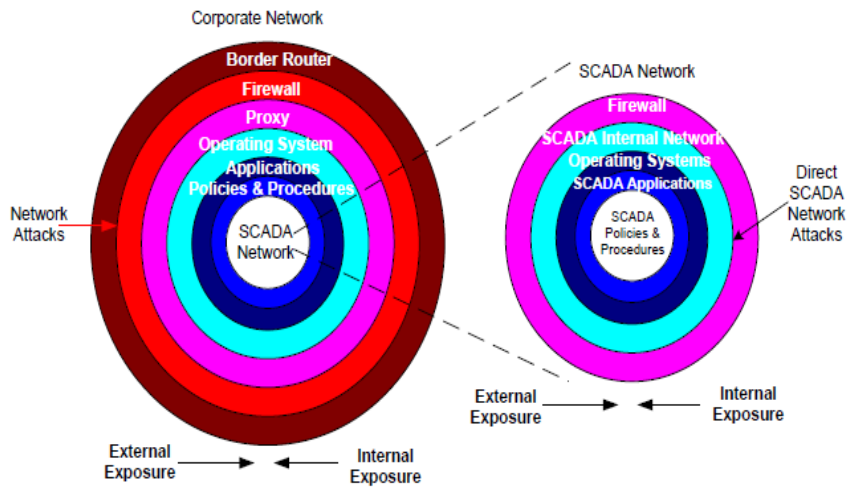 Corporate Network
Border Router
Firewall
Proxy
Operating System
Applications
Policies & Procedures
SCADA
Network
Network
Attacks
External
Exposure
Internal
Exposure
SCADA Network
Firewall
SCADA Internal Network
Operating Systems
SCADA Applications
SCADA
Policies &
Procedures
Direct
SCADA
Network
Attacks
External
Exposure
Internal
Exposure